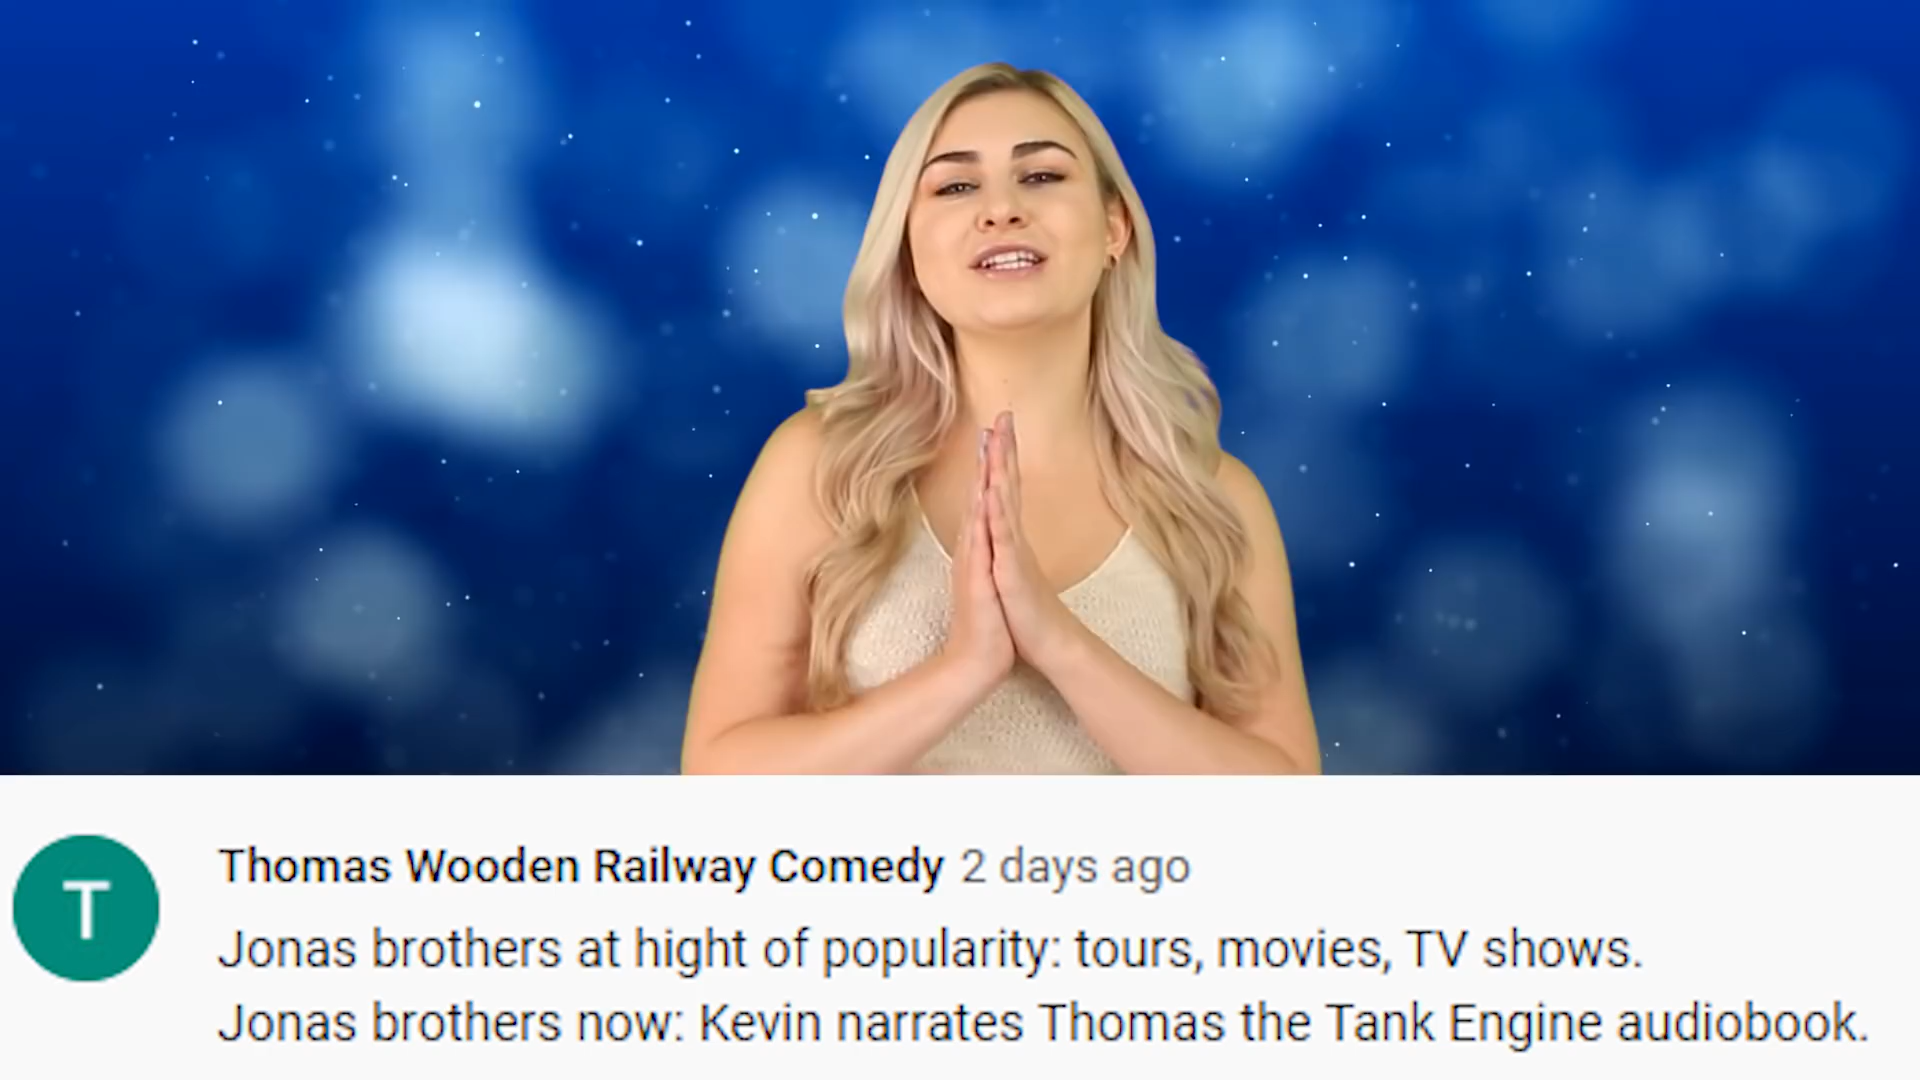 T
Thomas Wooden Railway Comedy 2 days ago
Jonas brothers at hight of popularity: tours, movies, TV shows.
Jonas brothers now: Kevin narrates Thomas the Tank Engine audiobook.